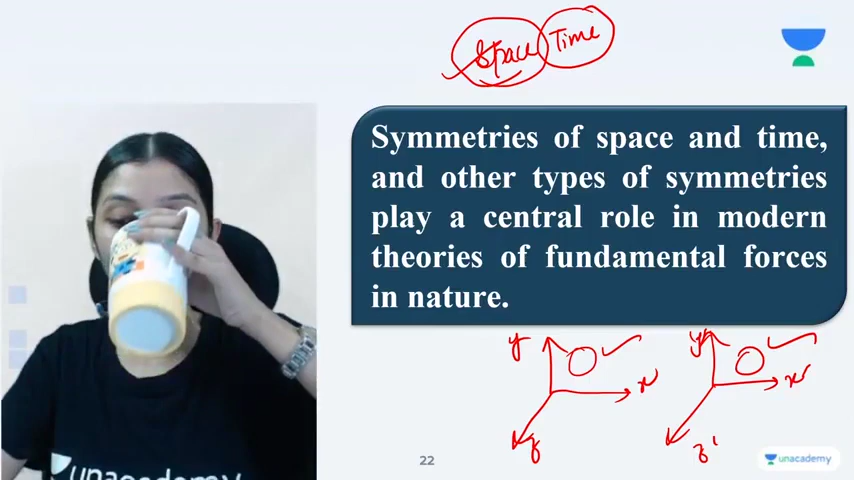 Space Time
Symmetries of space and time,
and other types of symmetries
play a central role in modern
theories of fundamental forces
in nature.
y
y'
x
x'
z
z'
unacademy
22
unacademy